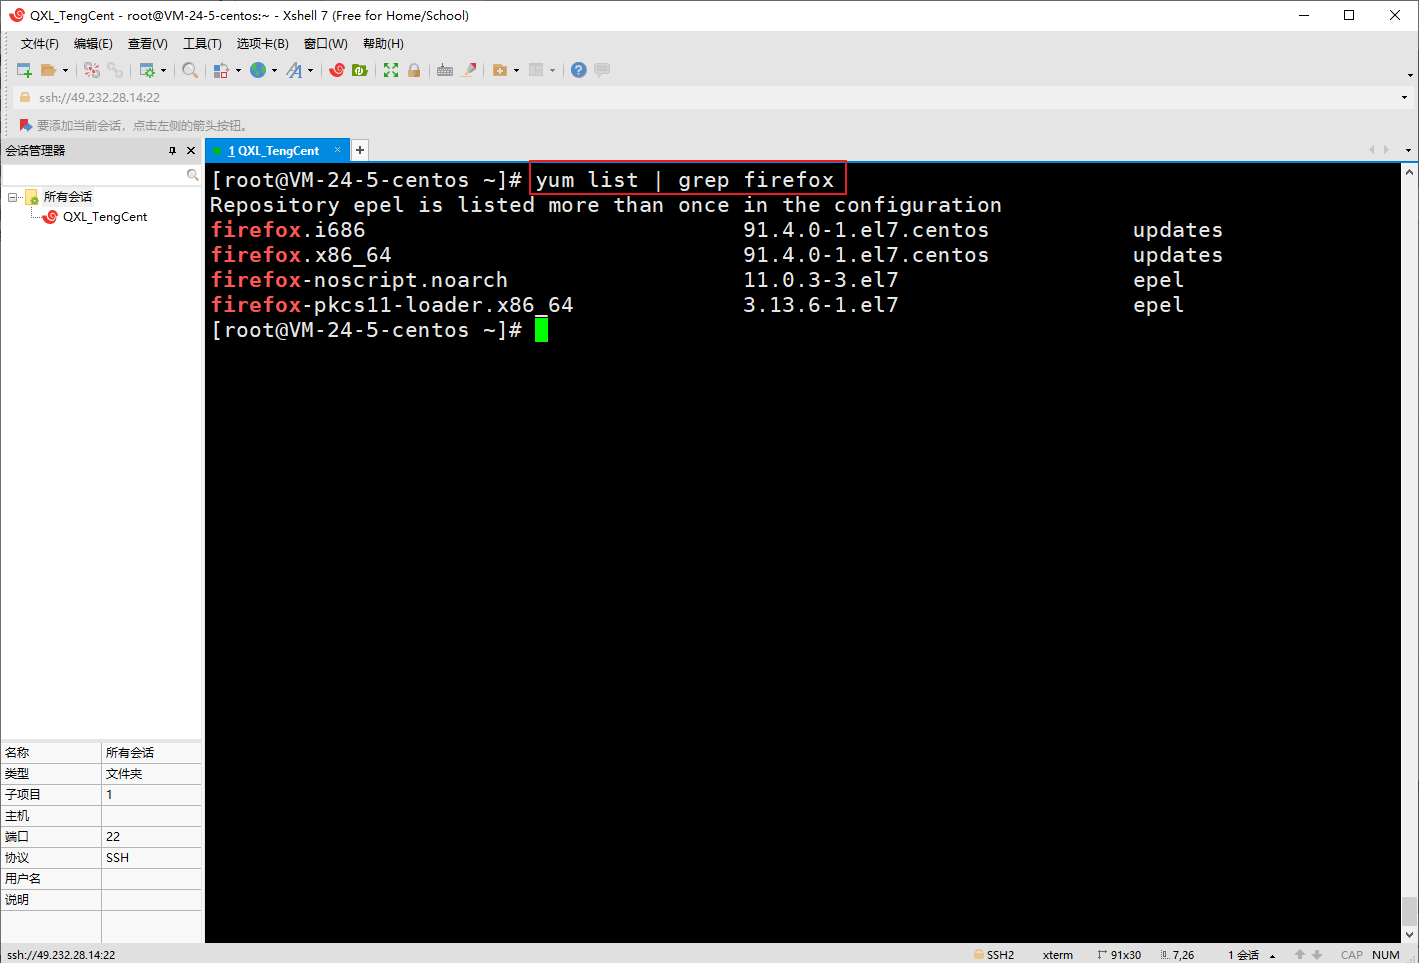 QXL_TengCent - root@VM-24-5-centos:~ - Xshell 7 (Free for Home/School)
文件(F) 编辑(E) 查看(V) 工具(T) 选项卡(B) 窗口(W) 帮助(H)
ssh://49.232.28.14:22
要添加当前会话，点击左侧的箭头按钮。
会话管理器
1 QXL_TengCent
所有会话
QXL_TengCent
[root@VM-24-5-centos ~]# yum list | grep firefox
Repository epel is listed more than once in the configuration
firefox.i686 91.4.0-1.el7.centos updates
firefox.x86_64 91.4.0-1.el7.centos updates
firefox-noscript.noarch 11.0.3-3.el7 epel
firefox-pkcs11-loader.x86_64 3.13.6-1.el7 epel
[root@VM-24-5-centos ~]#
名称 所有会话
类型 文件夹
子项目 1
主机
端口 22
协议 SSH
用户名
说明
ssh://49.232.28.14:22 SSH2 xterm 91x30 7,26 1 会话 CAP NUM